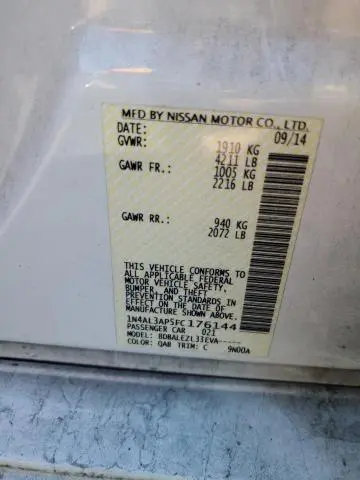 MFD BY NISSAN MOTOR CO., LTD.
DATE: 09/14
GVWR: 1910 KG
4211 LB
GAWR FR.: 1005 KG
2216 LB
GAWR RR.: 940 KG
2072 LB
THIS VEHICLE CONFORMS TO
ALL APPLICABLE FEDERAL
MOTOR VEHICLE SAFETY,
BUMPER, AND THEFT
PREVENTION STANDARDS
IN EFFECT ON THE DATE OF
MANUFACTURE SHOWN ABOVE.
1N4AL3AP5FC176144
PASSENGER CAR 021
MODEL: BDBALEZL33EVA-----
COLOR: QAB TRIM: C 9N00A